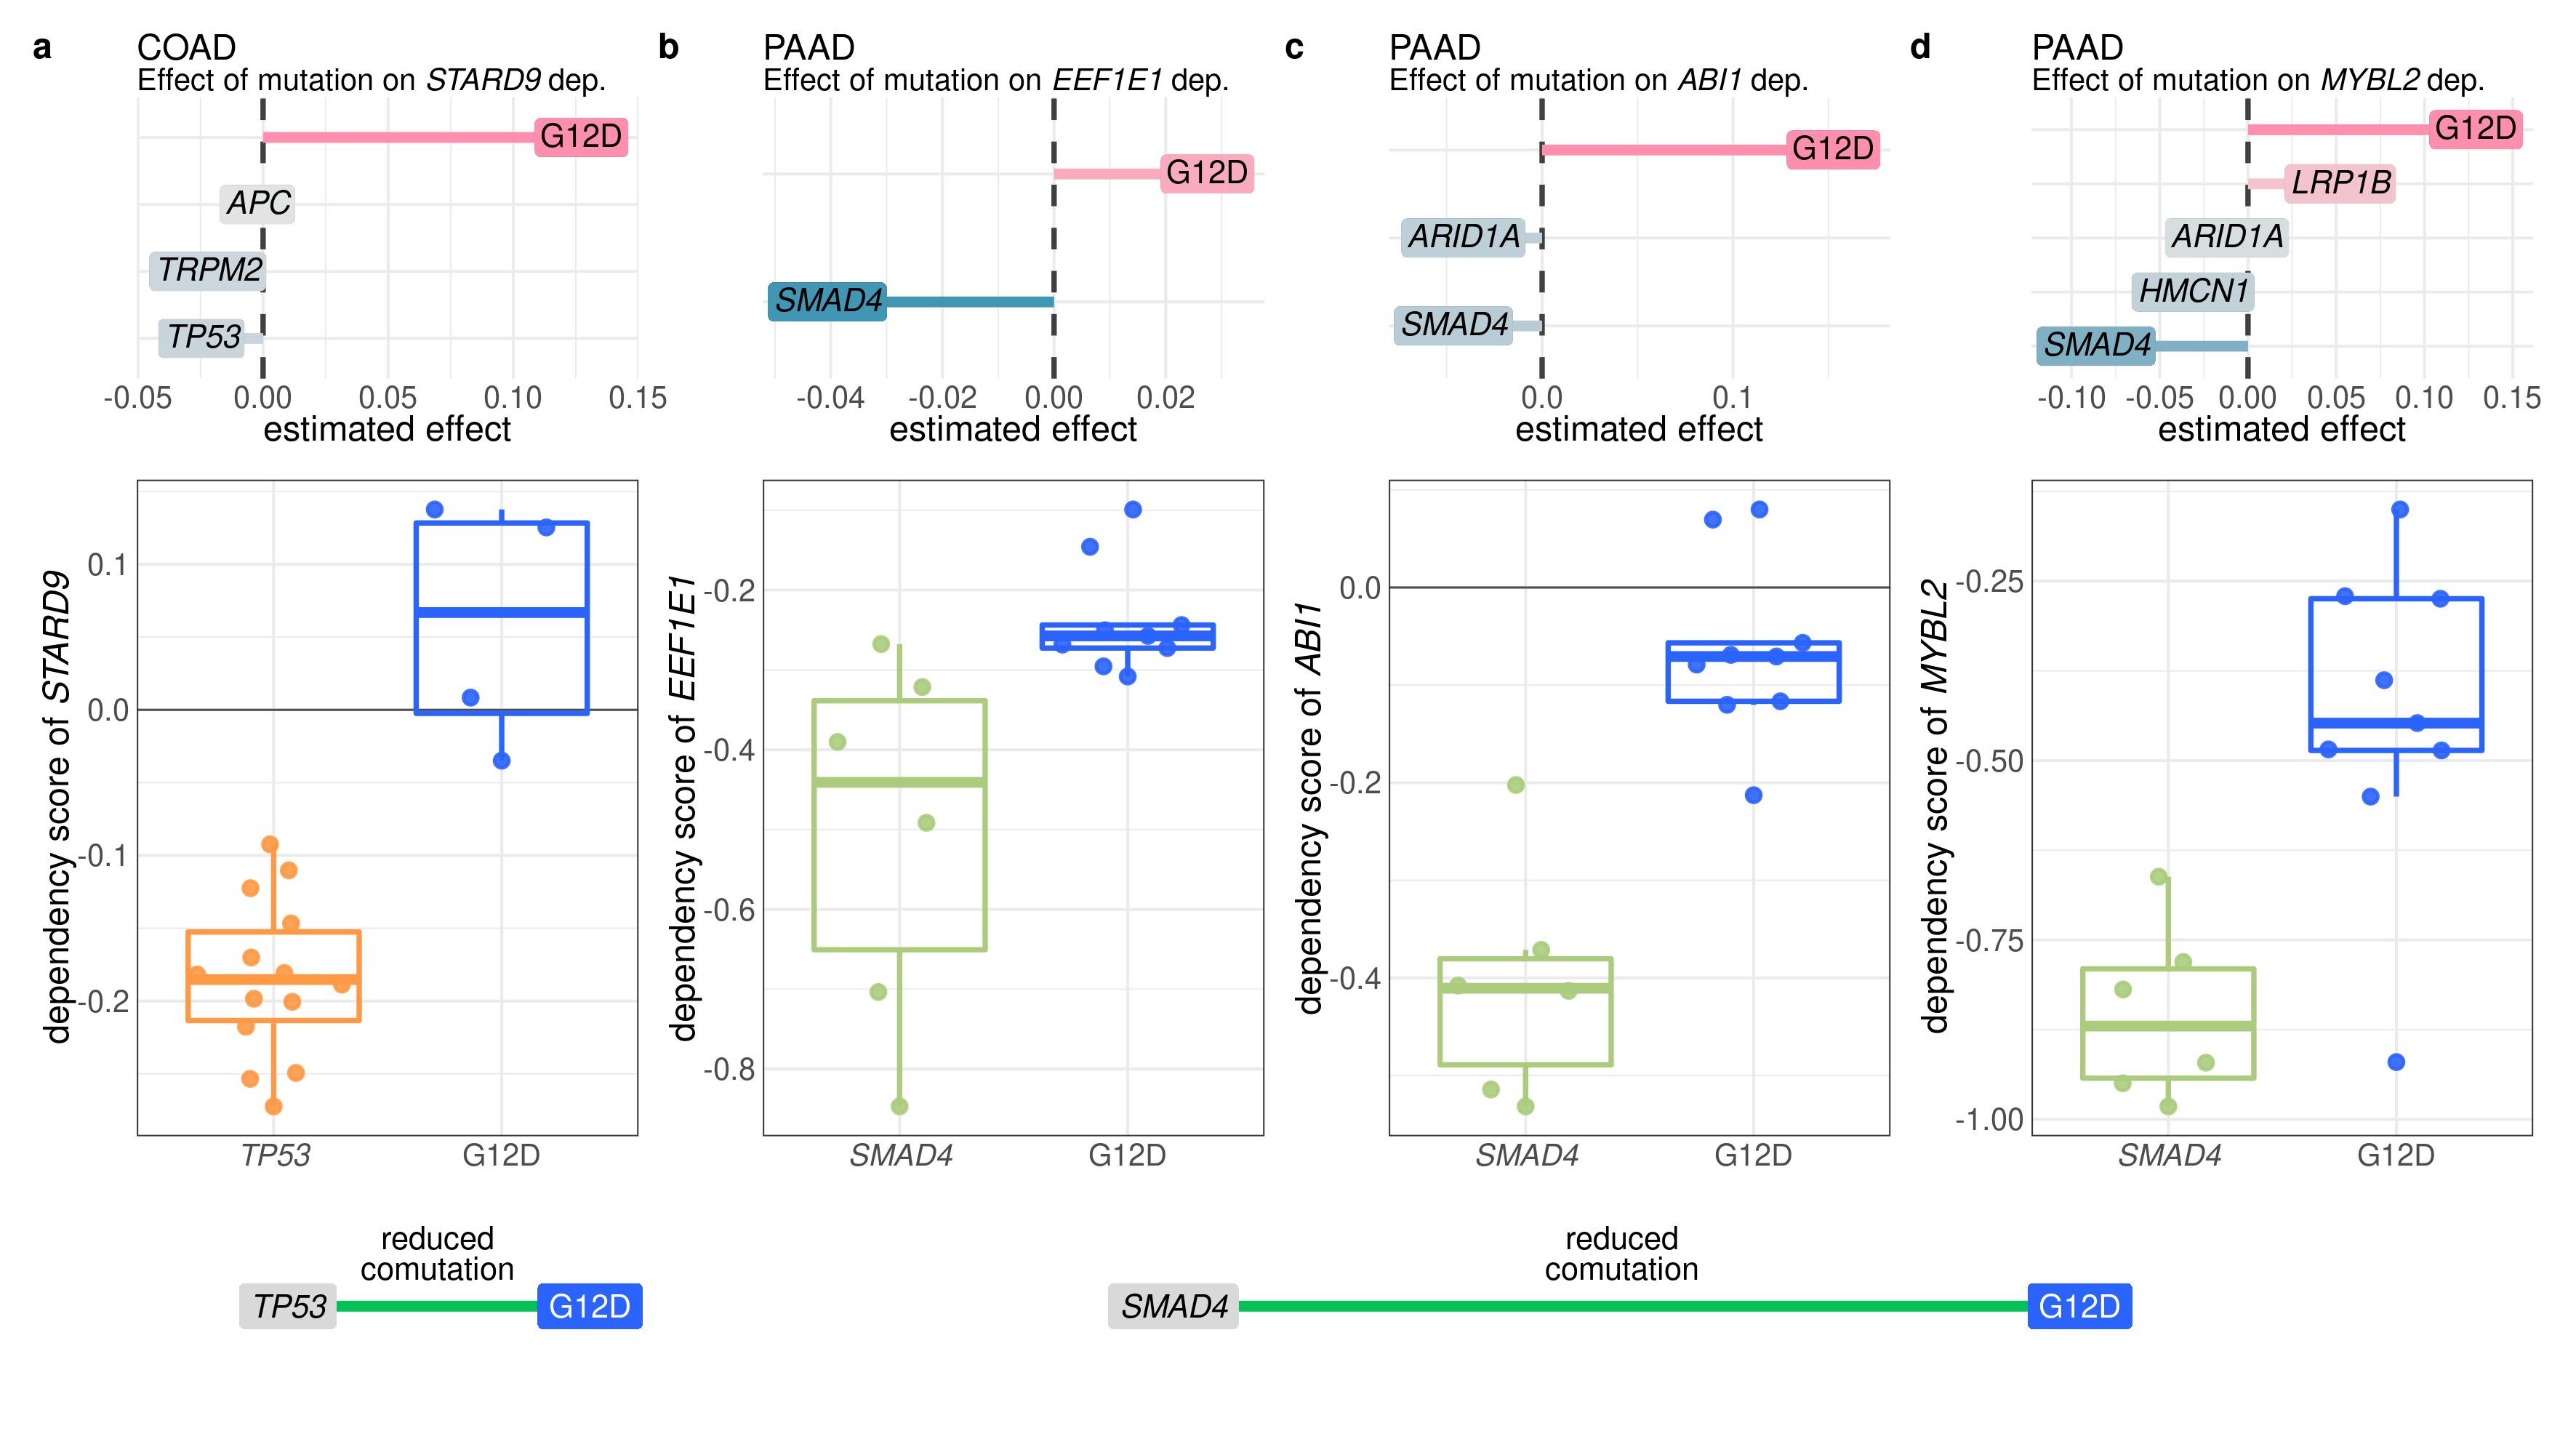 a
COAD
Effect of mutation on STARD9 dep.
G12D
APC
TRPM2
TP53
-0.05 0.00 0.05 0.10 0.15
estimated effect
b
PAAD
Effect of mutation on EEF1E1 dep.
G12D
SMAD4
-0.04 -0.02 0.00 0.02
estimated effect
c
PAAD
Effect of mutation on ABI1 dep.
G12D
ARID1A
SMAD4
0.0 0.1
estimated effect
d
PAAD
Effect of mutation on MYBL2 dep.
G12D
LRP1B
ARID1A
HMCN1
SMAD4
-0.10 -0.05 0.00 0.05 0.10 0.15
estimated effect
dependency score of STARD9
0.1
0.0
-0.1
-0.2
TP53 G12D
dependency score of EEF1E1
-0.2
-0.4
-0.6
-0.8
SMAD4 G12D
dependency score of ABI1
0.0
-0.2
-0.4
SMAD4 G12D
dependency score of MYBL2
-0.25
-0.50
-0.75
-1.00
SMAD4 G12D
reduced
comutation
TP53 G12D
reduced
comutation
SMAD4 G12D